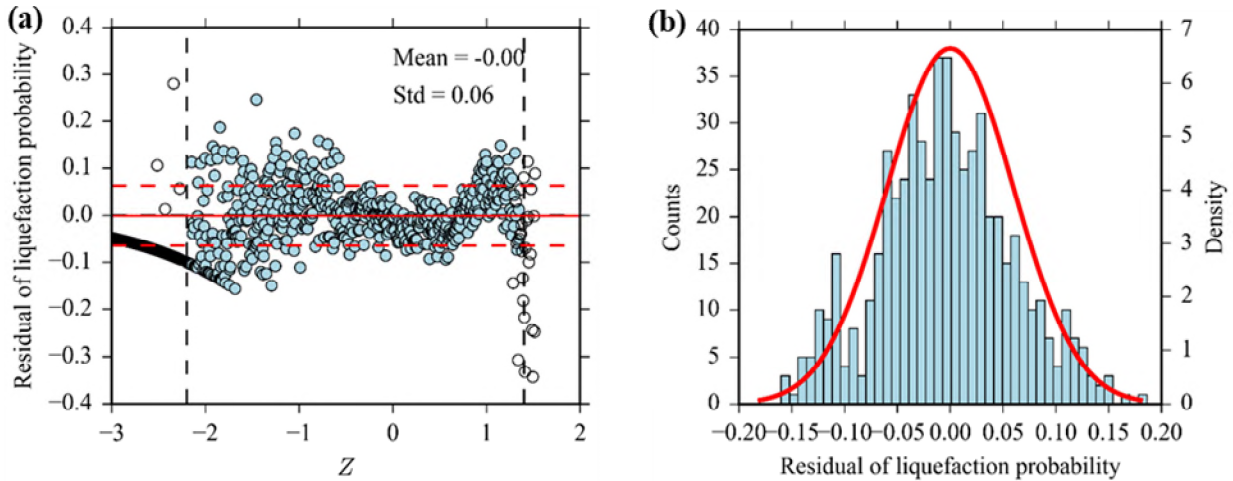 (a)
Residual of liquefaction probability
0.4
0.3
0.2
0.1
0.0
−0.1
−0.2
−0.3
−0.4
Mean = -0.00
Std = 0.06
−3 −2 −1 0 1 2
Z
(b)
Counts
40
35
30
25
20
15
10
5
0
7
6
5
4
3
2
1
0
Density
−0.20−0.15−0.10−0.05 0.00 0.05 0.10 0.15 0.20
Residual of liquefaction probability